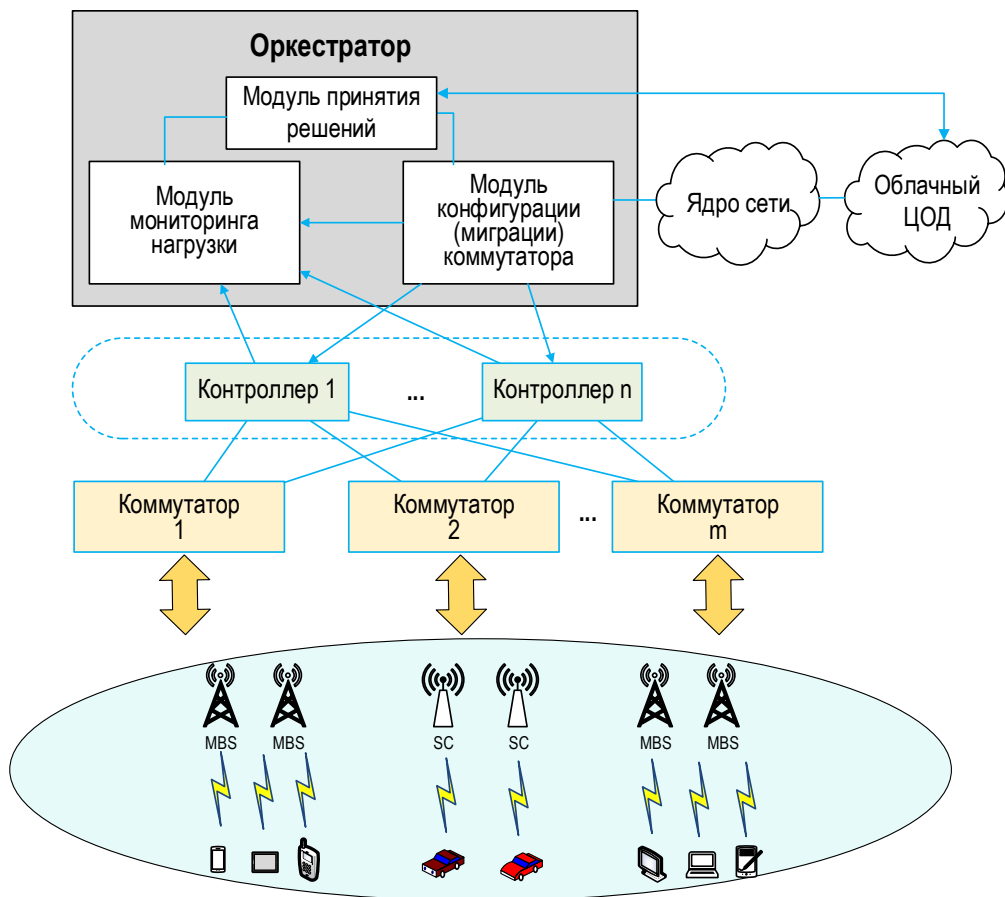 Оркестратор
Модуль принятия
решений
Модуль
мониторинга
нагрузки
Модуль
конфигурации
(миграции)
коммутатора
Ядро сети
Облачный
ЦОД
Контроллер 1
...
Контроллер n
Коммутатор
1
Коммутатор
2
...
Коммутатор
m
MBS
MBS
SC
SC
MBS
MBS